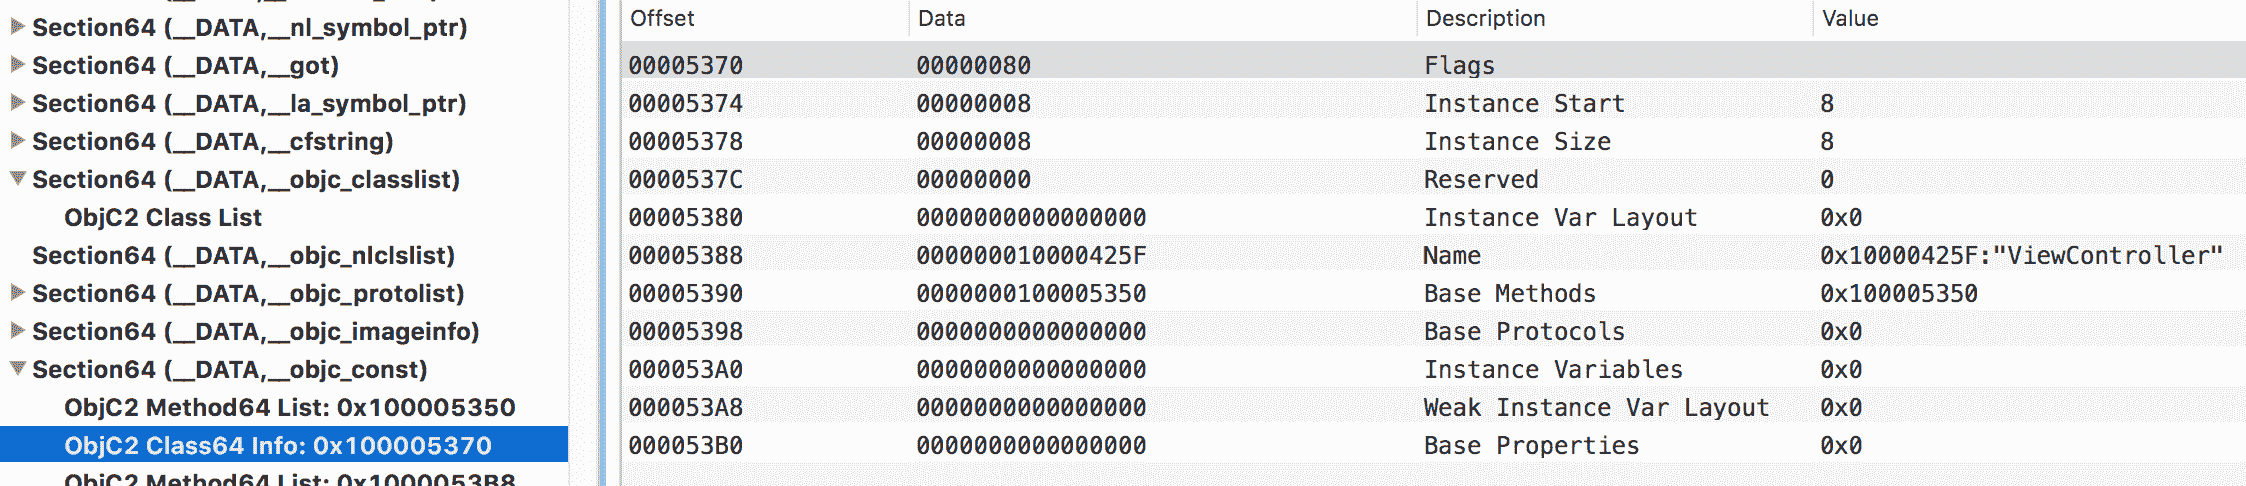 Section64 (__DATA,__nl_symbol_ptr)
Section64 (__DATA,__got)
Section64 (__DATA,__la_symbol_ptr)
Section64 (__DATA,__cfstring)
Section64 (__DATA,__objc_classlist)
ObjC2 Class List
Section64 (__DATA,__objc_nlclslist)
Section64 (__DATA,__objc_protolist)
Section64 (__DATA,__objc_imageinfo)
Section64 (__DATA,__objc_const)
ObjC2 Method64 List: 0x100005350
ObjC2 Class64 Info: 0x100005370
ObjC2 Method64 List: 0x1000053B8
Offset Data Description Value
00005370 00000080 Flags
00005374 00000008 Instance Start 8
00005378 00000008 Instance Size 8
0000537C 00000000 Reserved 0
00005380 0000000000000000 Instance Var Layout 0x0
00005388 000000010000425F Name 0x10000425F:"ViewController"
00005390 0000000100005350 Base Methods 0x100005350
00005398 0000000000000000 Base Protocols 0x0
000053A0 0000000000000000 Instance Variables 0x0
000053A8 0000000000000000 Weak Instance Var Layout 0x0
000053B0 0000000000000000 Base Properties 0x0